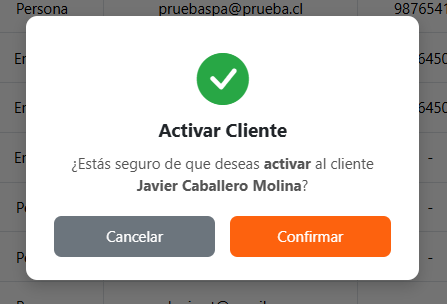 Persona pruebaspa@prueba.cl 9876541
Activar Cliente
¿Estás seguro de que deseas activar al cliente
Javier Caballero Molina?
Cancelar Confirmar